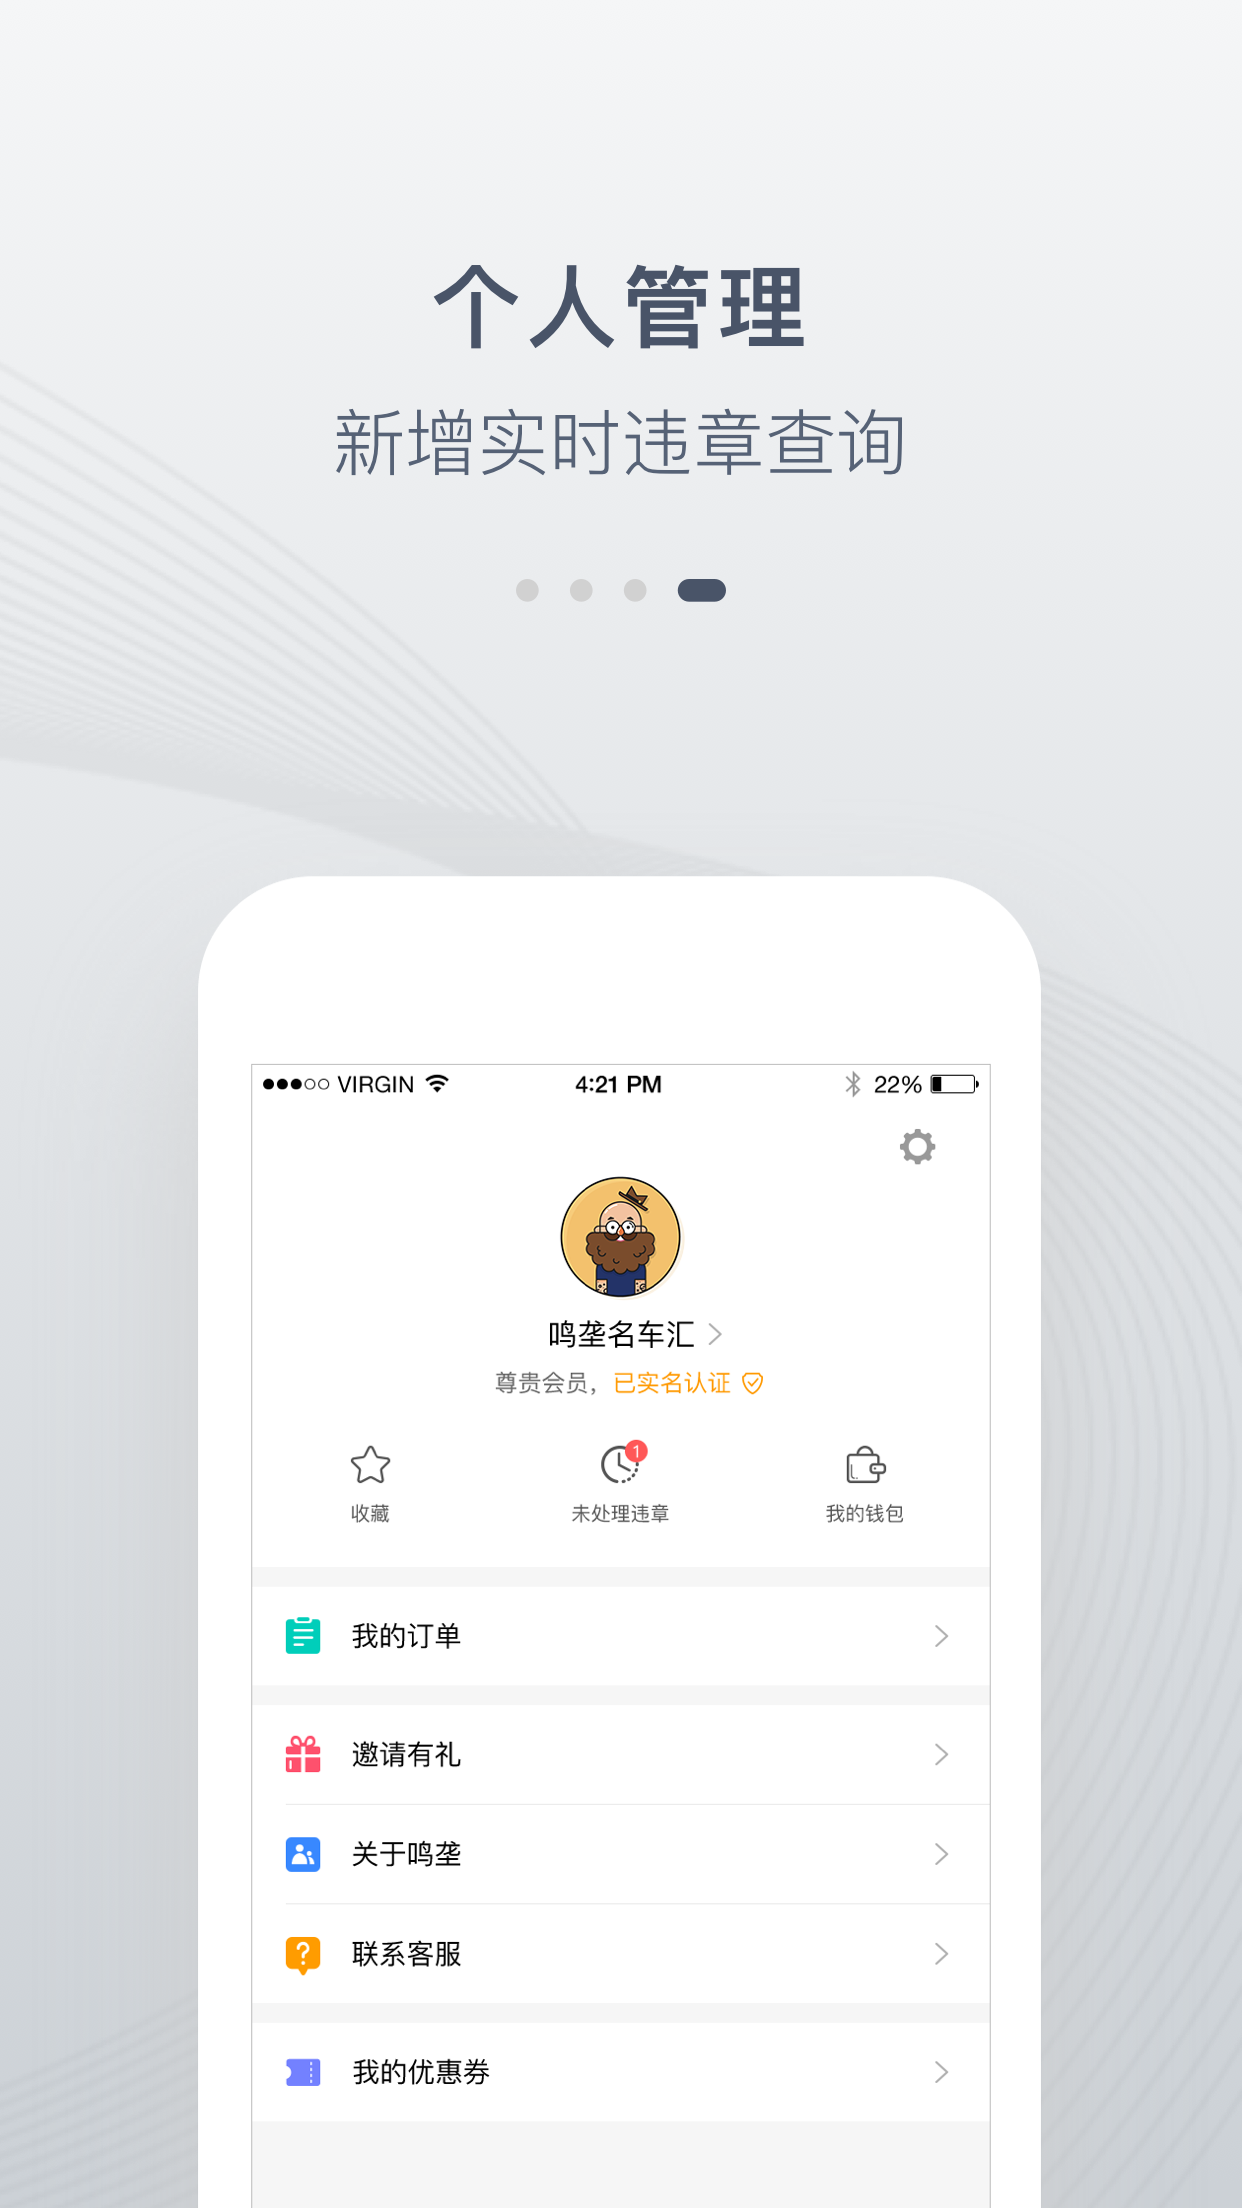 个人管理
新增实时违章查询
VIRGIN 4:21 PM 22%
鸣垄名车汇
尊贵会员，已实名认证
1
收藏 未处理违章 我的钱包
我的订单
邀请有礼
关于鸣垄
联系客服
我的优惠券